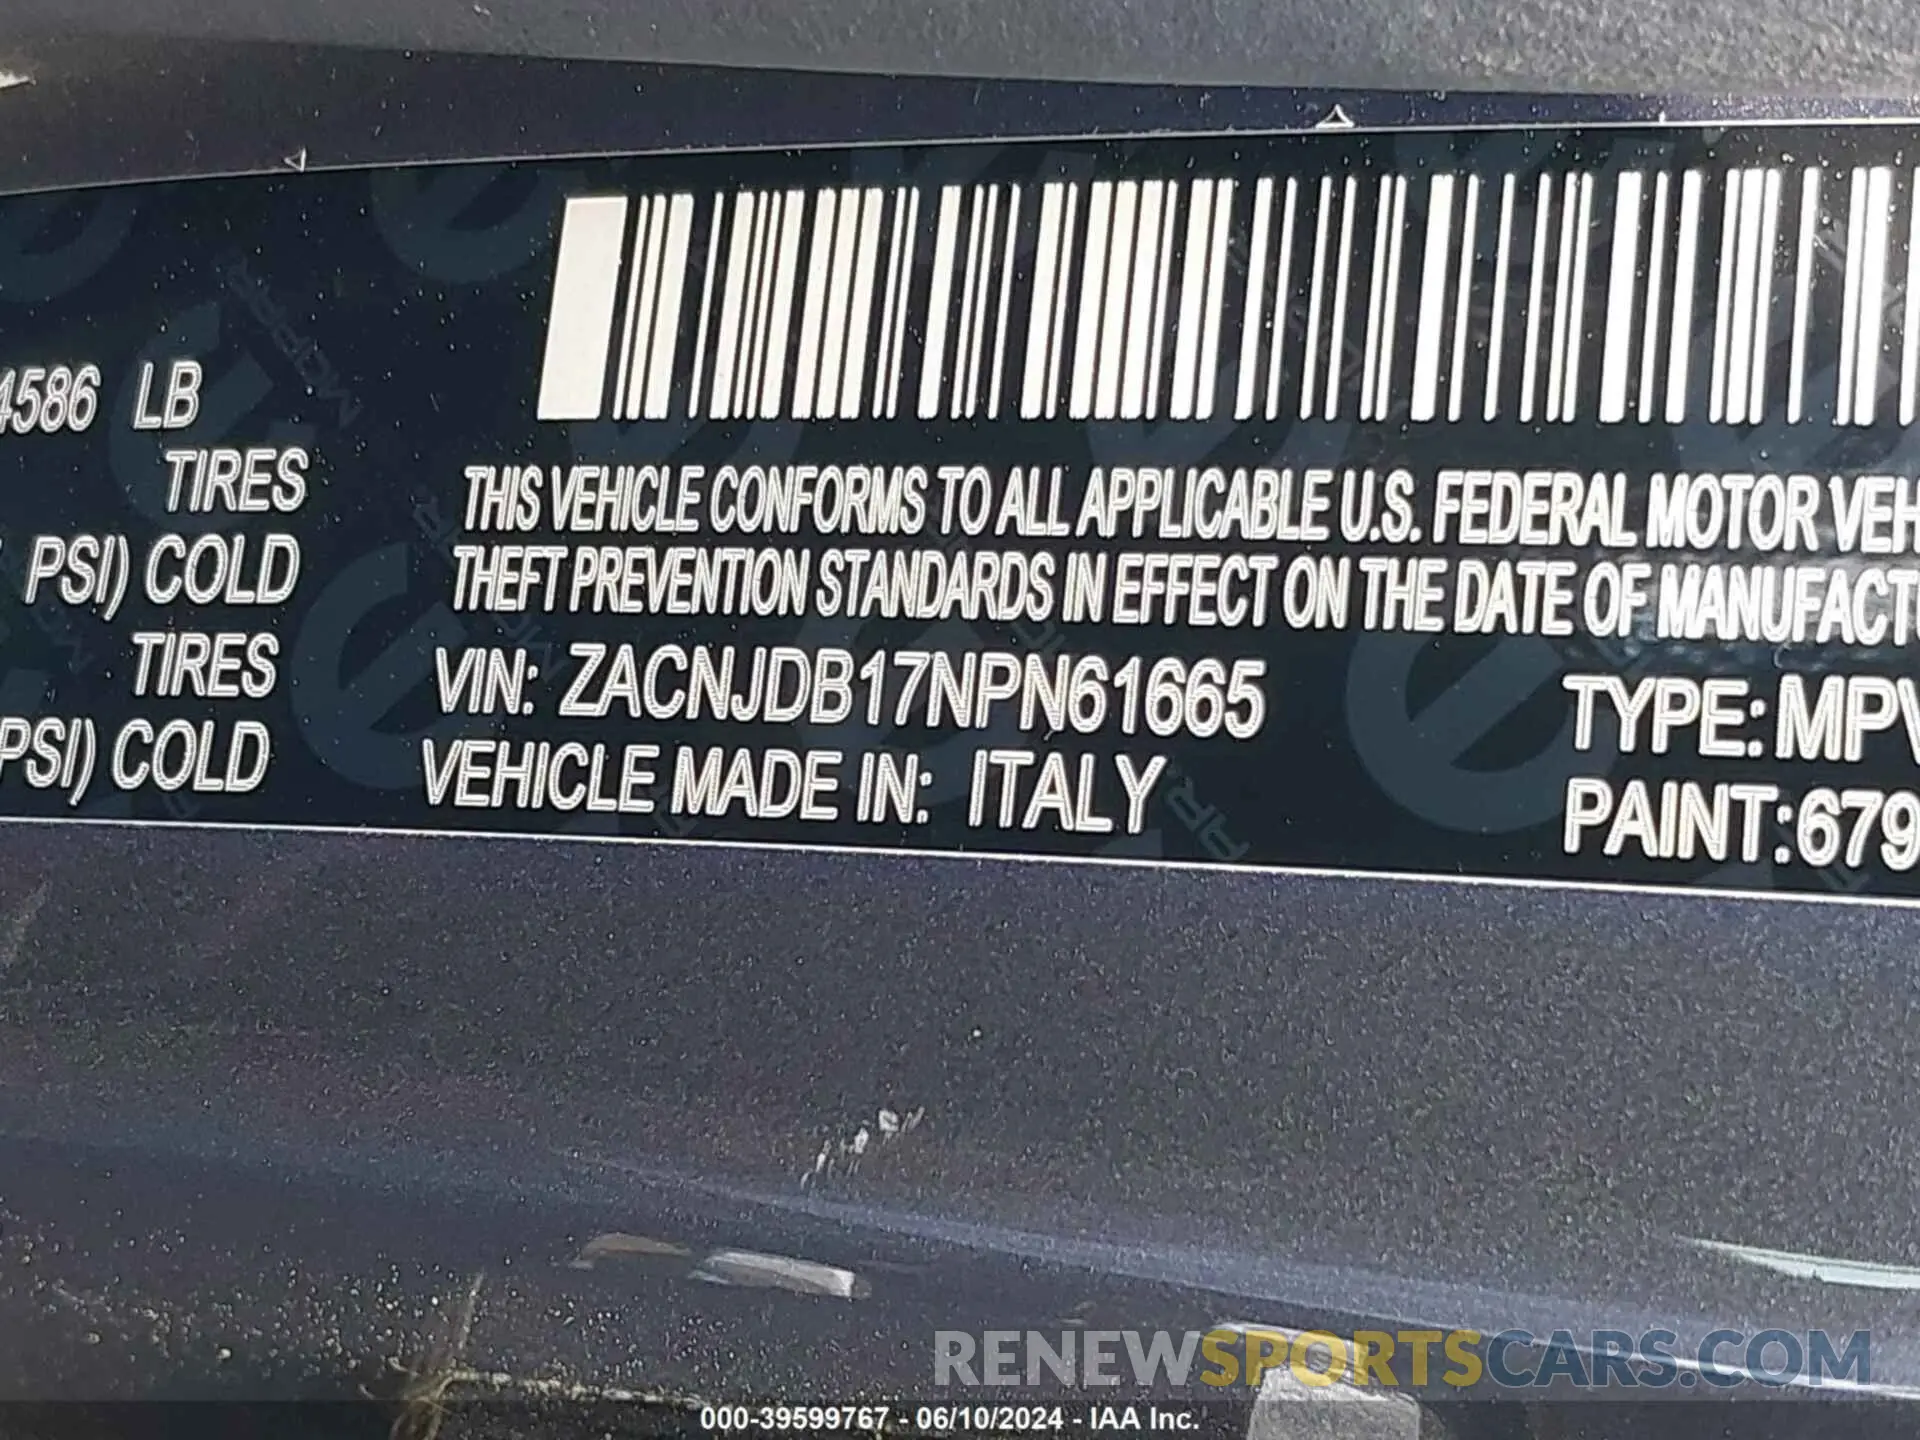 4586 LB
TIRES
PSI) COLD
TIRES
PSI) COLD
THIS VEHICLE CONFORMS TO ALL APPLICABLE U.S. FEDERAL MOTOR VEH
THEFT PREVENTION STANDARDS IN EFFECT ON THE DATE OF MANUFACT
VIN: ZACNJDB17NPN61665
TYPE: MPV
VEHICLE MADE IN: ITALY
PAINT: 679
RENEWSPORTSCARS.COM
000-39599767 - 06/10/2024 - IAA Inc.